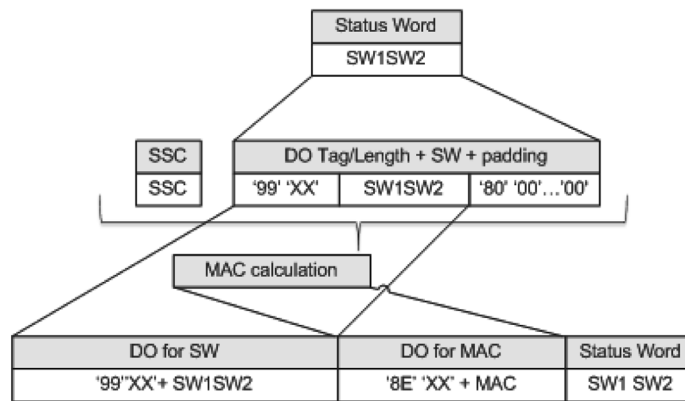 Status Word
SW1SW2
SSC DO Tag/Length + SW + padding
SSC ‘99’ ‘XX’ SW1SW2 ‘80’ ‘00’...‘00’
MAC calculation
DO for SW DO for MAC Status Word
‘99’‘XX’+ SW1SW2 ‘8E’ ‘XX’ + MAC SW1 SW2